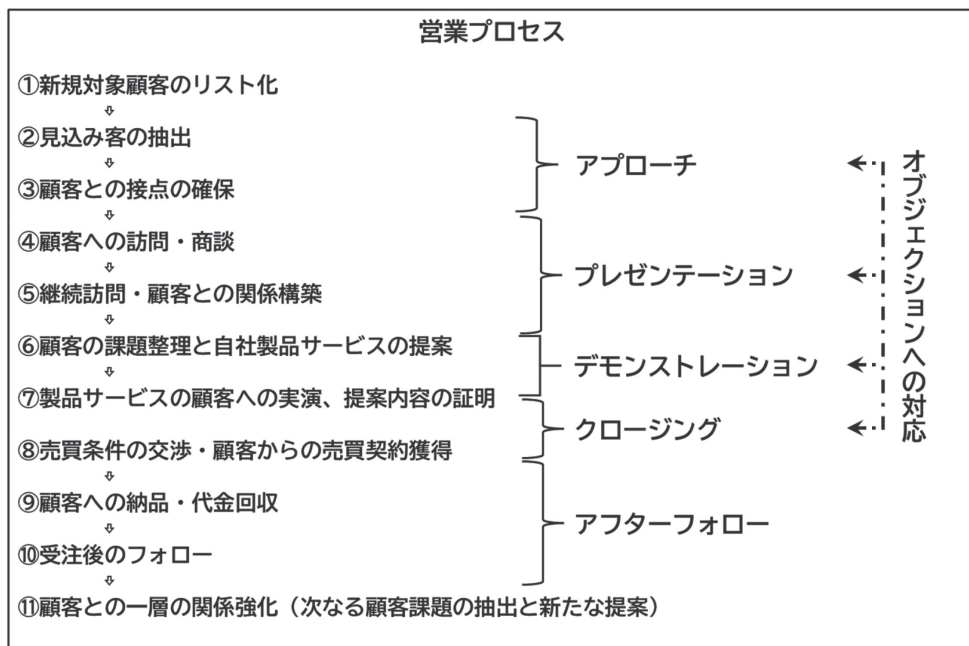 営業プロセス
①新規対象顧客のリスト化
⇩
②見込み客の抽出
⇩
③顧客との接点の確保
⇩
④顧客への訪問・商談
⇩
⑤継続訪問・顧客との関係構築
⇩
⑥顧客の課題整理と自社製品サービスの提案
⇩
⑦製品サービスの顧客への実演、提案内容の証明
⑧売買条件の交渉・顧客からの売買契約獲得
⇩
⑨顧客への納品・代金回収
⇩
⑩受注後のフォロー
⇩
⑪顧客との一層の関係強化（次なる顧客課題の抽出と新たな提案）
アプローチ
プレゼンテーション
デモンストレーション
クロージング
アフターフォロー
オブジェクションへの対応